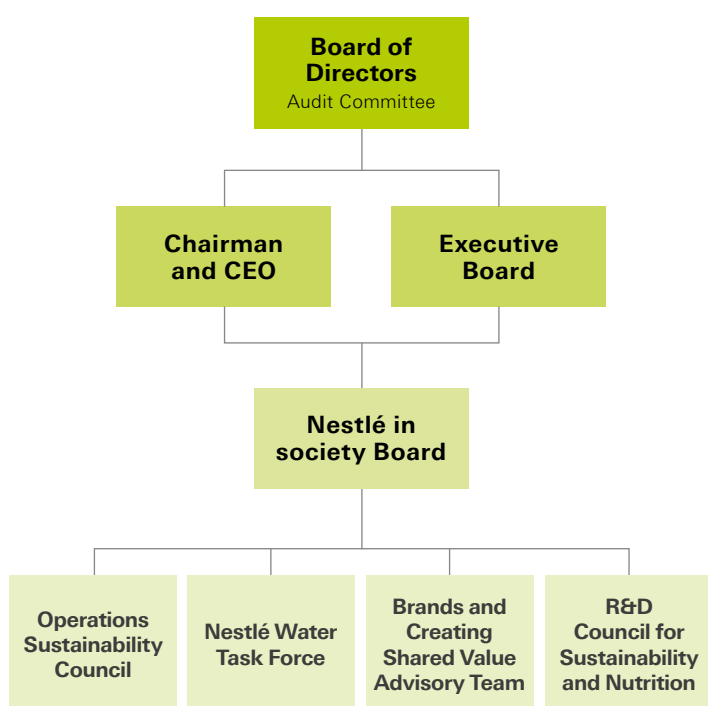 Board of
Directors
Audit Committee
Chairman
and CEO
Executive
Board
Nestlé in
society Board
Operations
Sustainability
Council
Nestlé Water
Task Force
Brands and
Creating
Shared Value
Advisory Team
R&D
Council for
Sustainability
and Nutrition